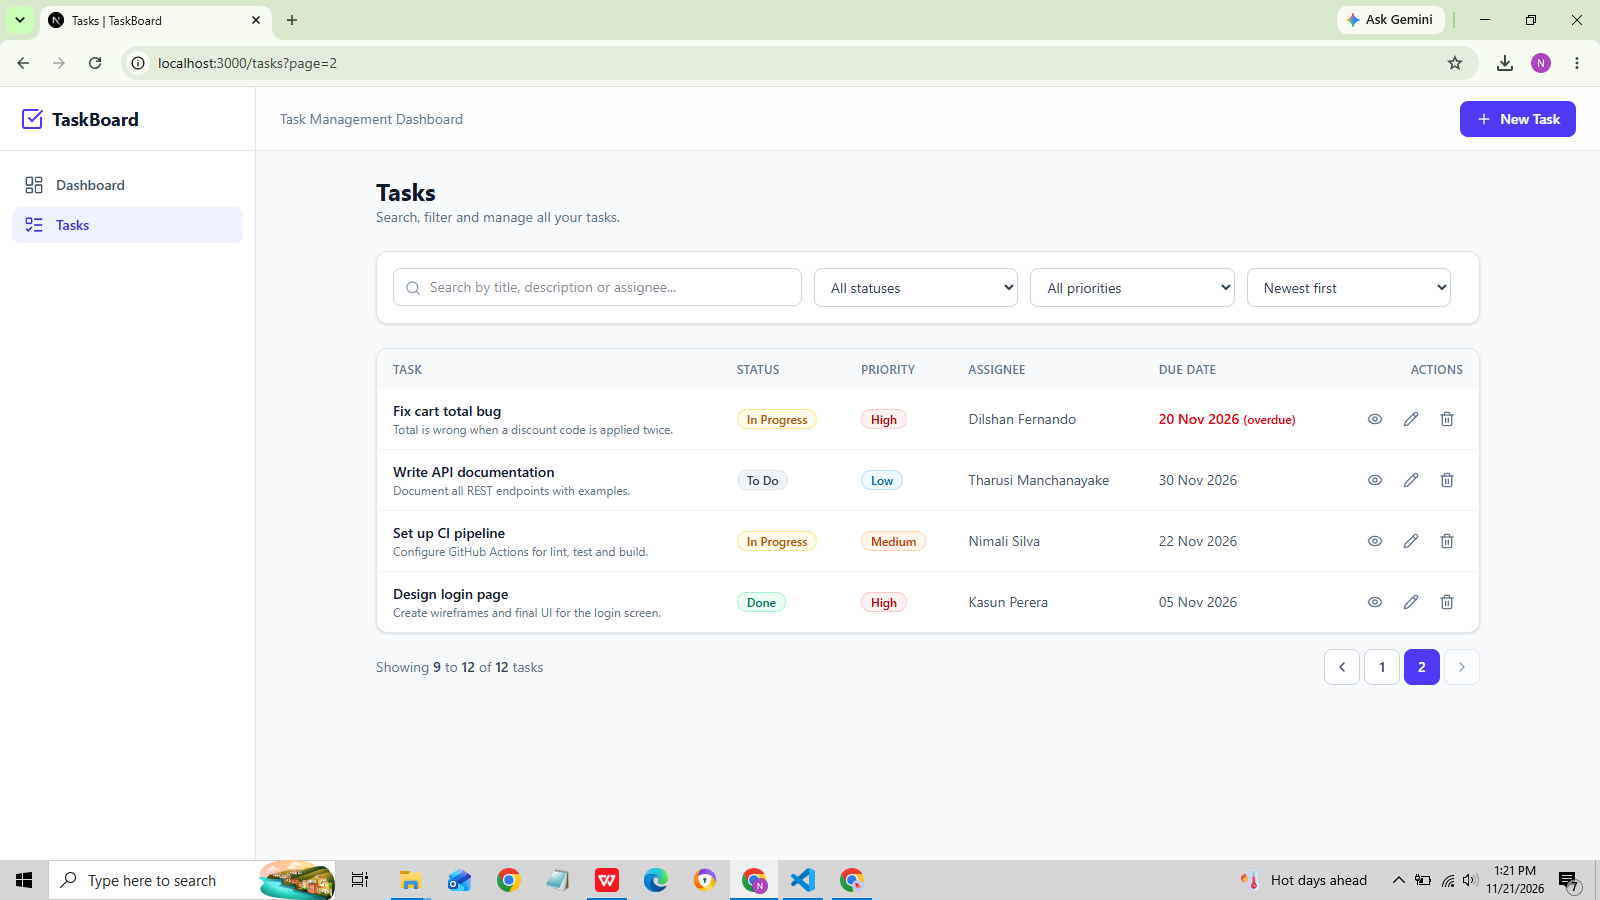 Tasks | TaskBoard
Ask Gemini
localhost:3000/tasks?page=2
N
TaskBoard
Task Management Dashboard
New Task
Dashboard
Tasks
Tasks
Search, filter and manage all your tasks.
Search by title, description or assignee...
All statuses
All priorities
Newest first
TASK STATUS PRIORITY ASSIGNEE DUE DATE ACTIONS
Fix cart total bug
Total is wrong when a discount code is applied twice.
In Progress High Dilshan Fernando 20 Nov 2026 (overdue)
Write API documentation
Document all REST endpoints with examples.
To Do Low Tharusi Manchanayake 30 Nov 2026
Set up CI pipeline
Configure GitHub Actions for lint, test and build.
In Progress Medium Nimali Silva 22 Nov 2026
Design login page
Create wireframes and final UI for the login screen.
Done High Kasun Perera 05 Nov 2026
Showing 9 to 12 of 12 tasks
1 2
Type here to search
Hot days ahead
1:21 PM
11/21/2026
7